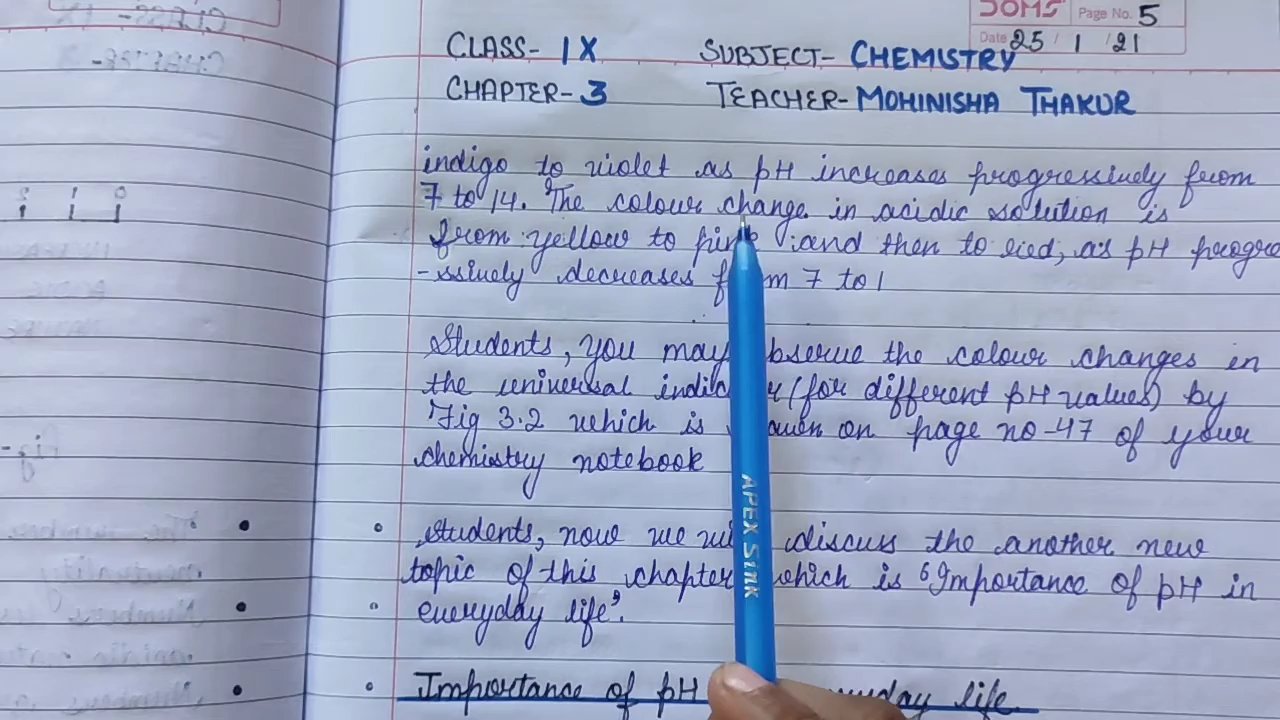 DOMS Page No. 5
Date 25 / 1 / 21
CLASS- IX SUBJECT- CHEMISTRY
CHAPTER-3 TEACHER- MOHINISHA THAKUR
indigo to violet as pH increases progressively from
7 to 14. The colour change in acidic solution is
from yellow to pink and then to red, as pH progre
-ssively decreases from 7 to 1
Students, you may observe the colour changes in
the universal indicator (for different pH values) by
Fig 3.2 which is on page no-47 of your
chemistry notebook
students, now we will discuss the another new
topic of this chapter which is 'Importance of pH in
everyday life'.
Importance of pH everyday life.
APEX SINK